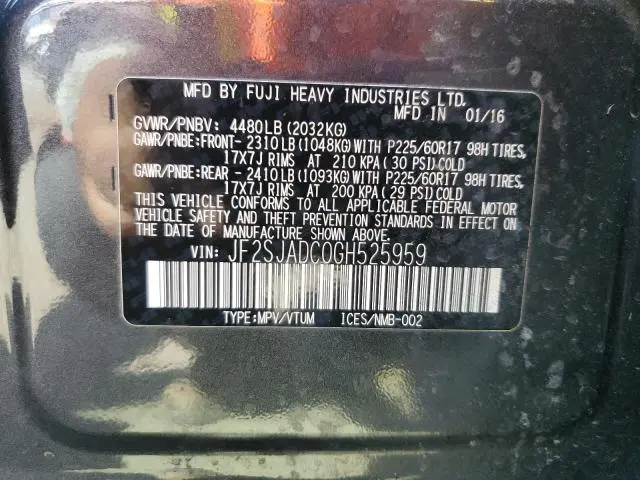 MFD BY FUJI HEAVY INDUSTRIES LTD.
MFD IN 01/16
GVWR/PNBV: 4480LB(2032KG)
GAWR/PNBE:FRONT- 2310LB(1048KG)WITH P225/60R17 98H TIRES,
17X7J RIMS AT 210 KPA(30 PSI)COLD
GAWR/PNBE:REAR - 2410LB(1093KG)WITH P225/60R17 98H TIRES,
17X7J RIMS AT 200 KPA(29 PSI)COLD
THIS VEHICLE CONFORMS TO ALL APPLICABLE FEDERAL MOTOR
VEHICLE SAFETY AND THEFT PREVENTION STANDARDS IN EFFECT ON
THE DATE OF MANUFACTURE SHOWN ABOVE.
VIN: JF2SJADC0GH525959
TYPE:MPV/VTUM ICES/NMB-002